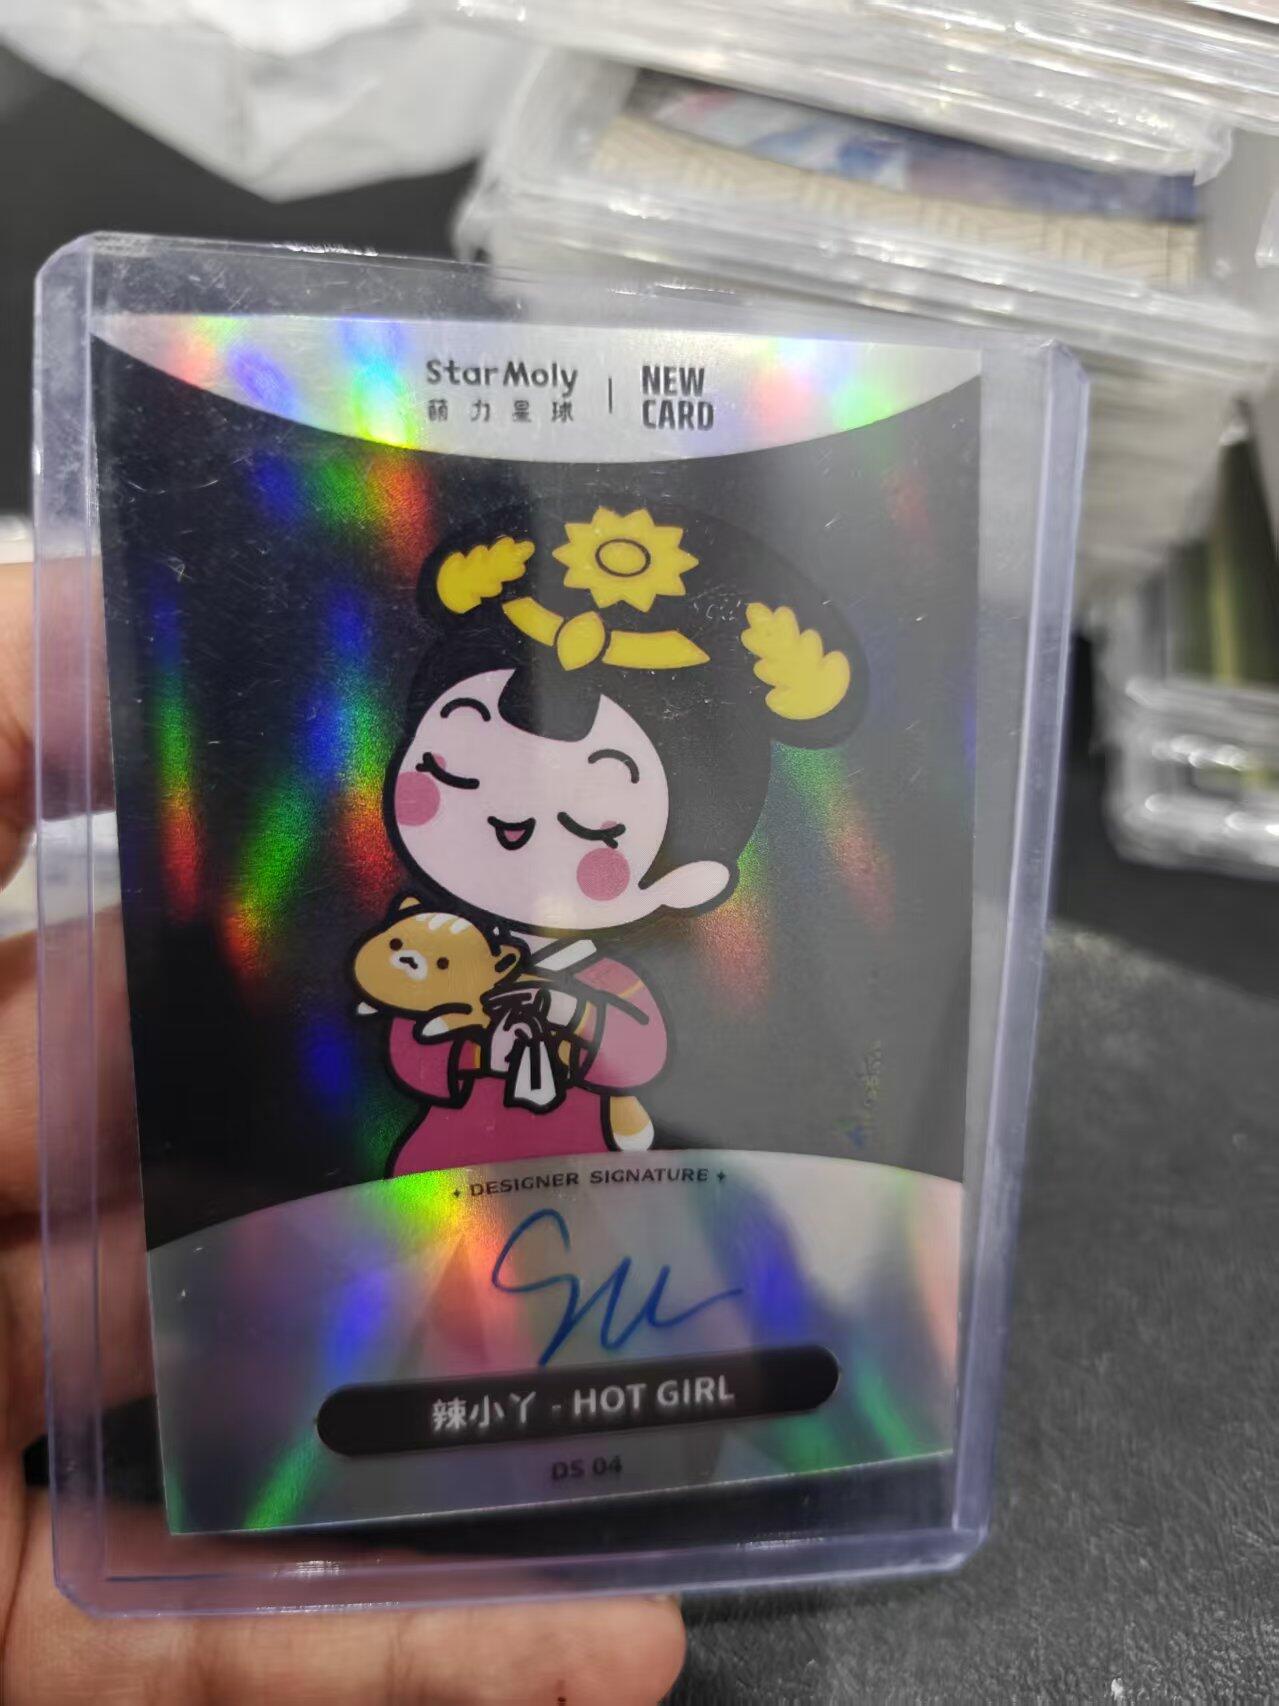 StarMoly
萌力星球
NEW
CARD
DESIGNER SIGNATURE
辣小丫 - HOT GIRL
DS 04